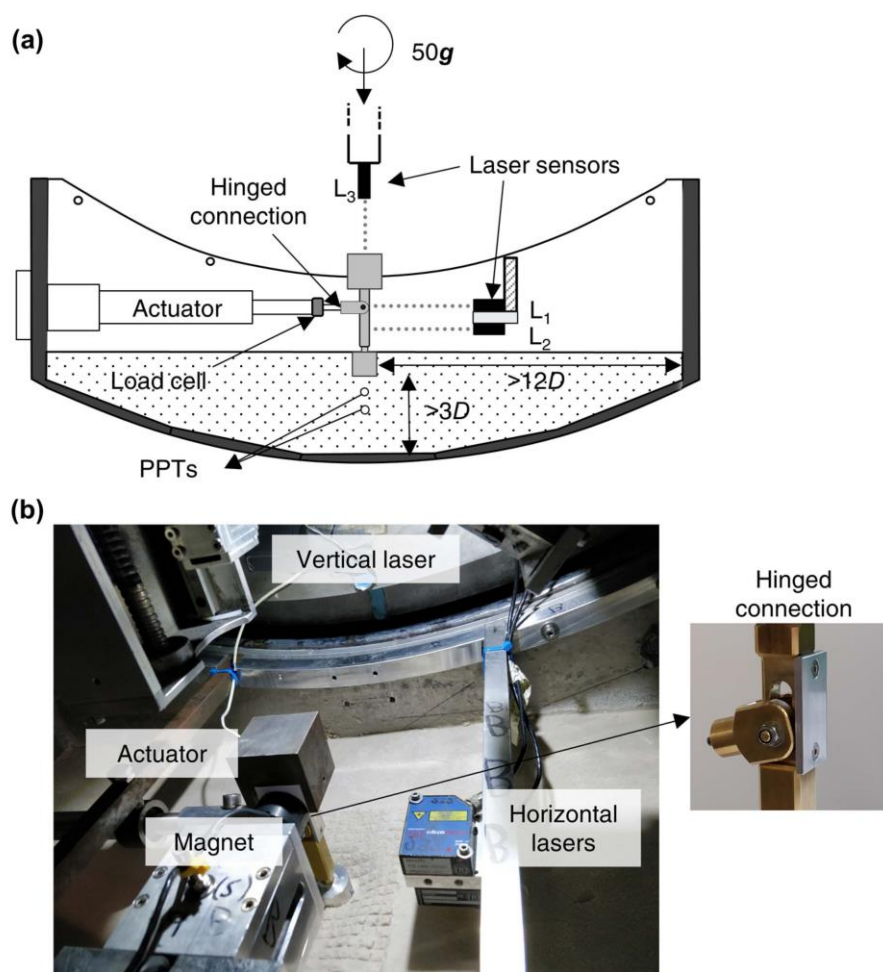 (a)
50g
Laser sensors
L3
Hinged
connection
Actuator
L1
L2
Load cell
>12D
>3D
PPTs
(b)
Vertical laser
Hinged
connection
Actuator
Magnet
Horizontal
lasers
B
B
B
(S)